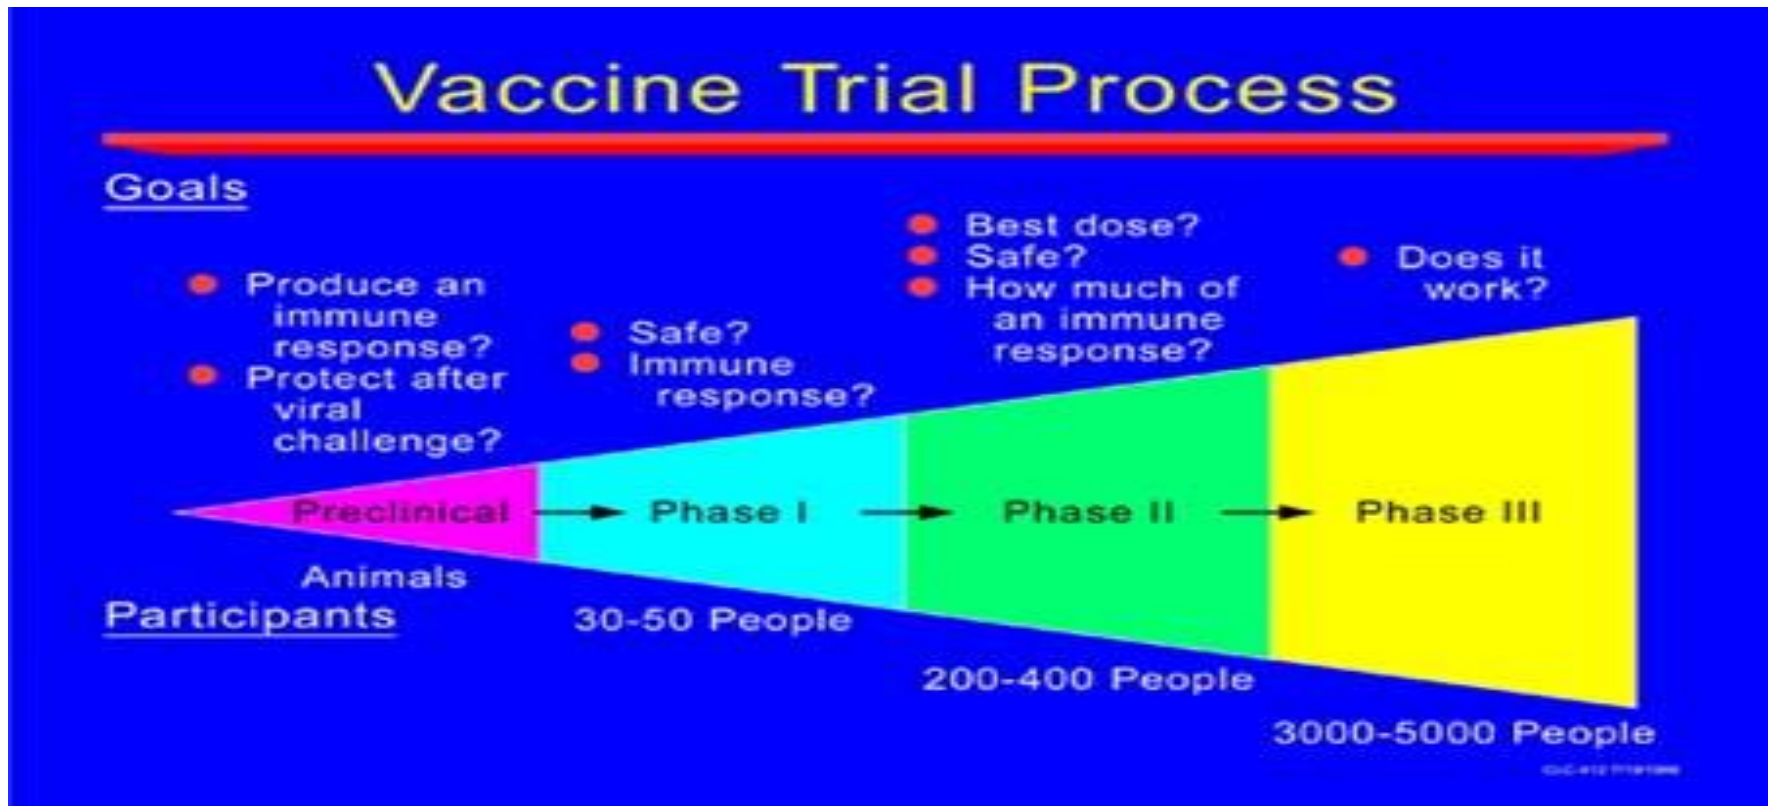 Vaccine Trial Process
Goals
Produce an
immune
response?
Protect after
viral
challenge?
Safe?
Immune
response?
Best dose?
Safe?
How much of
an immune
response?
Does it
work?
Preclinical
Phase I
Phase II
Phase III
Animals
Participants
30-50 People
200-400 People
3000-5000 People